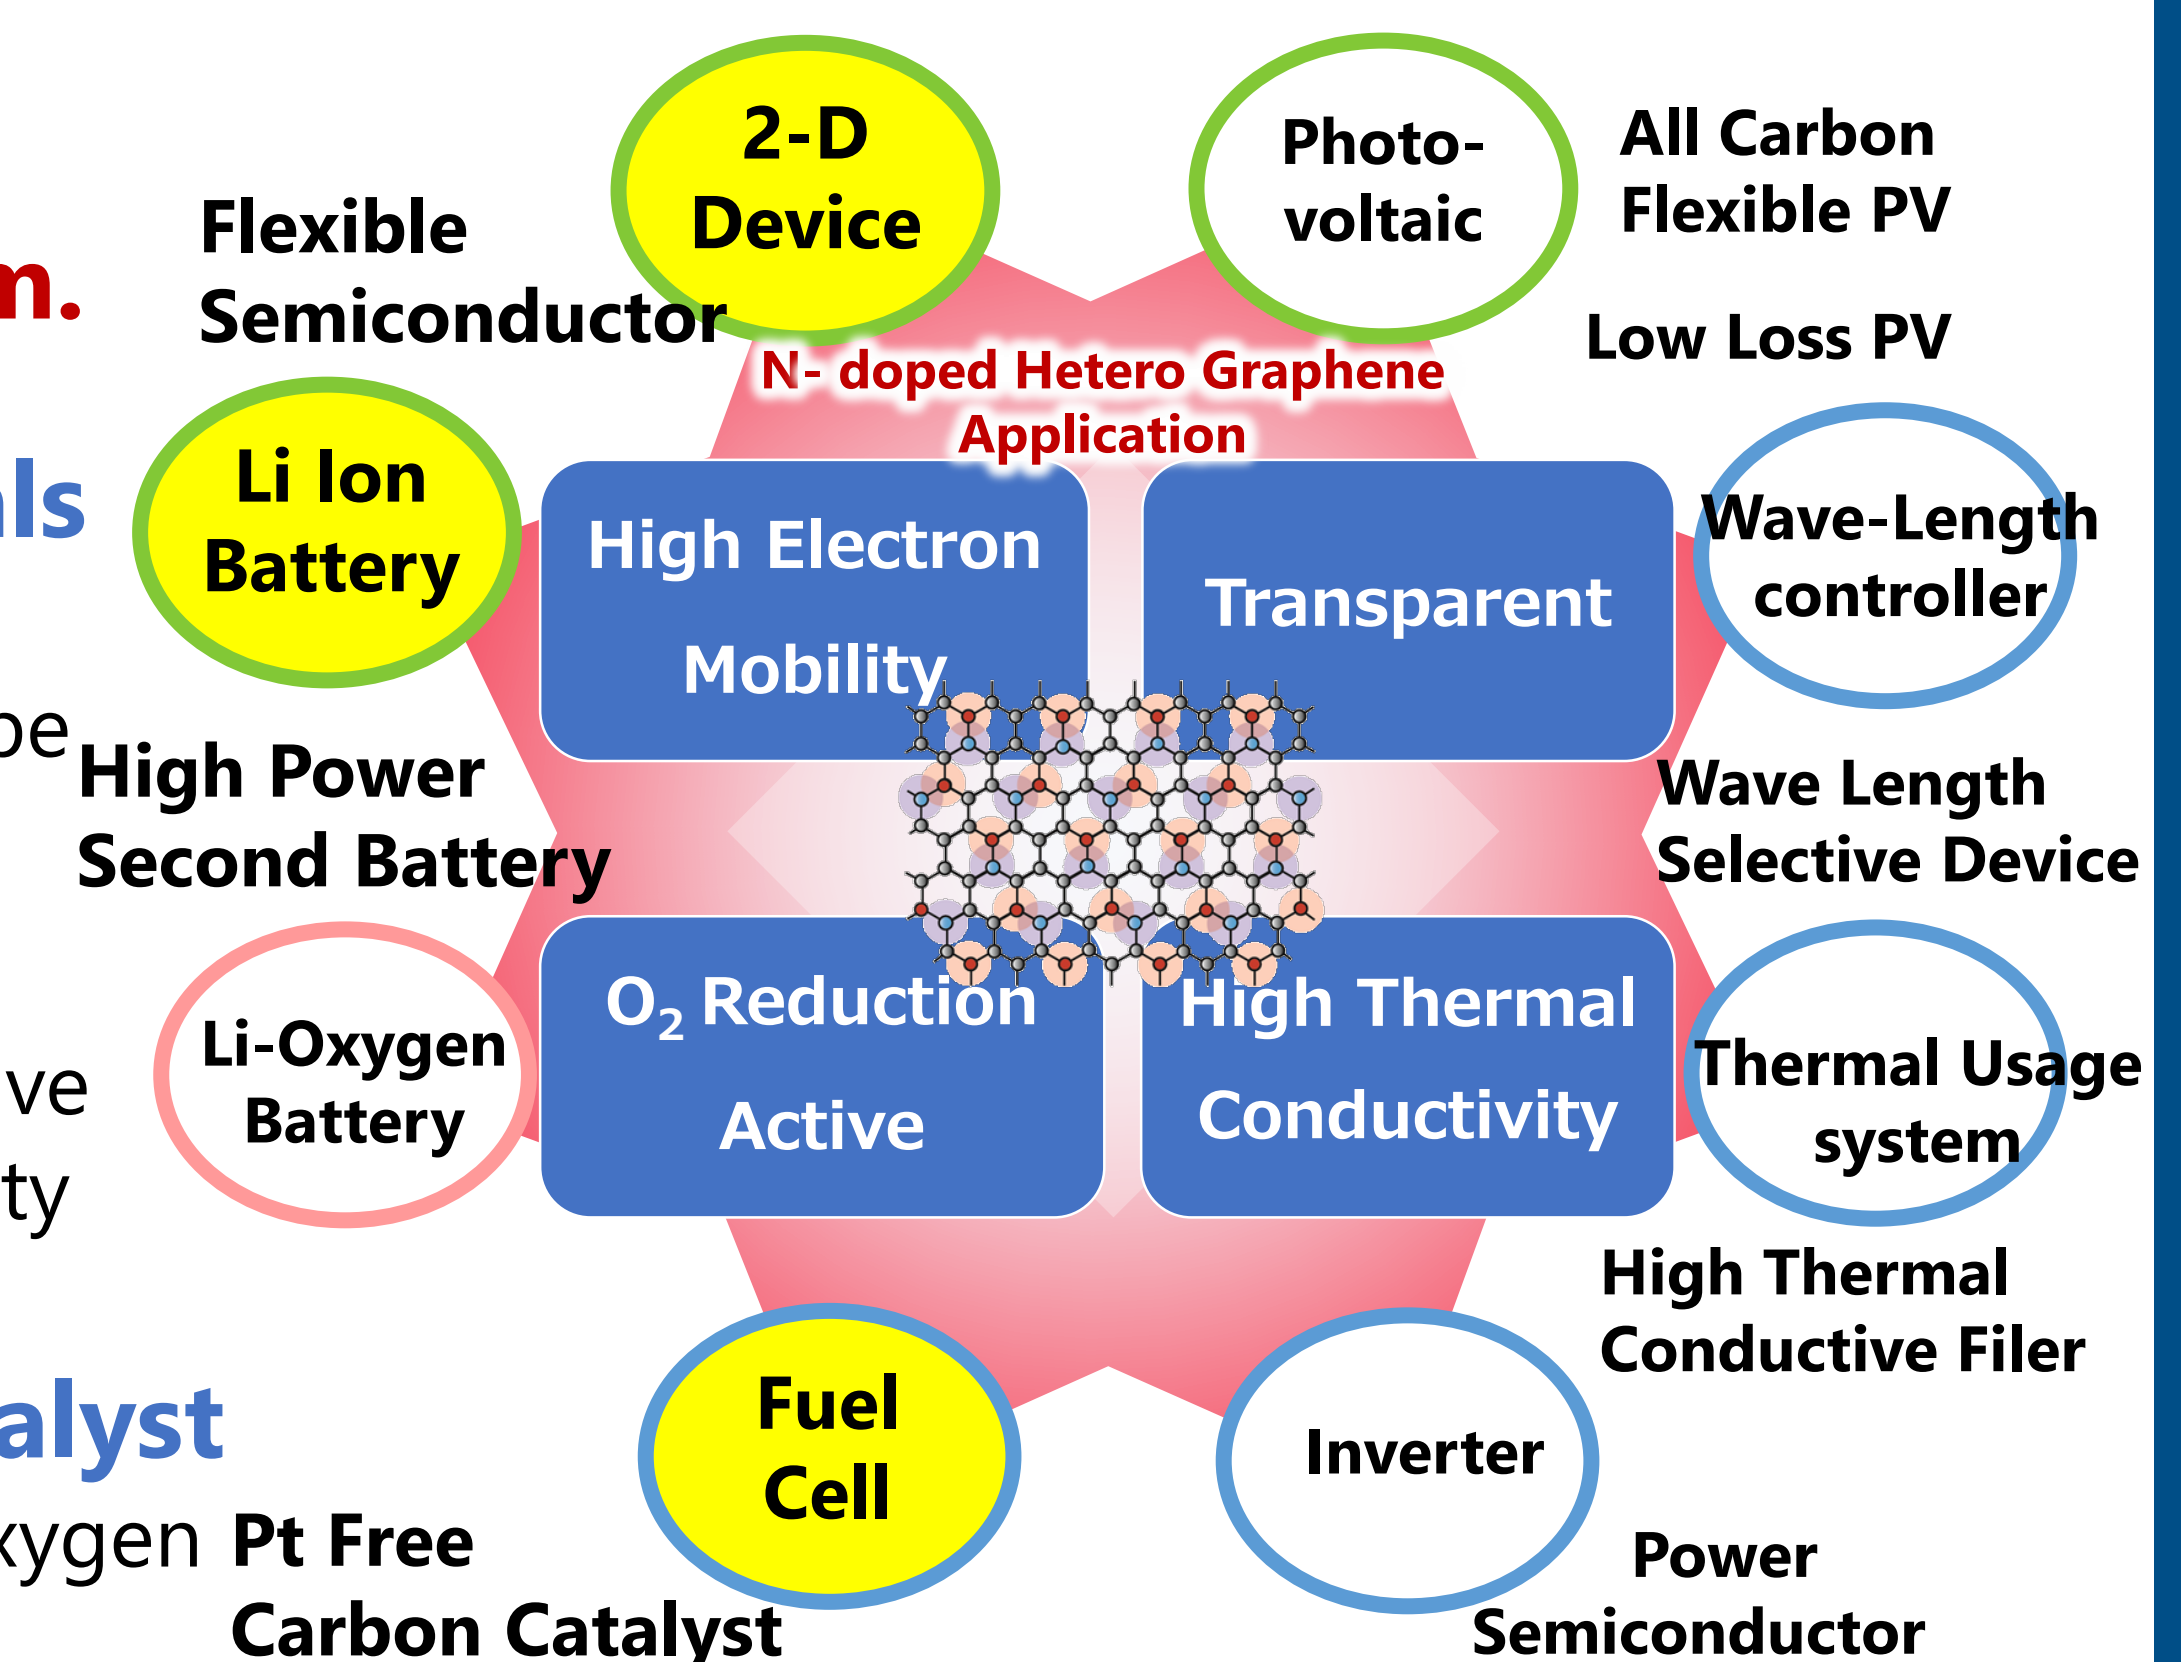 2-D
Device
Photo-
voltaic
All Carbon
Flexible PV
Low Loss PV
Flexible
Semiconductor
N- doped Hetero Graphene
Application
Li Ion
Battery
High Electron
Mobility
Transparent
Wave-Length
controller
High Power
Second Battery
Wave Length
Selective Device
Li-Oxygen
Battery
O₂ Reduction
Active
High Thermal
Conductivity
Thermal Usage
system
High Thermal
Conductive Filer
Fuel
Cell
Inverter
Pt Free
Carbon Catalyst
Power
Semiconductor